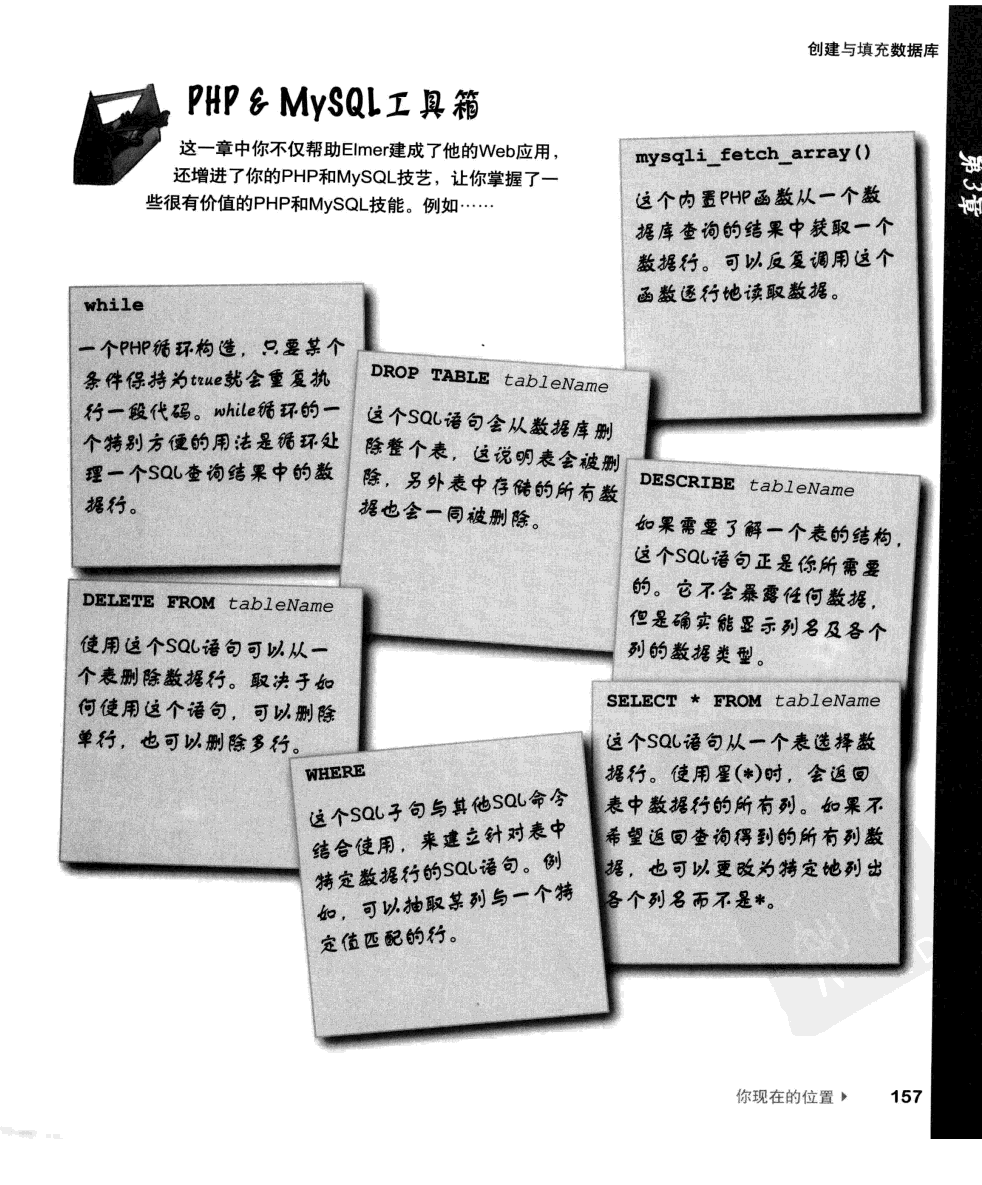 创建与填充数据库
PHP & MySQL工具箱
这一章中你不仅帮助Elmer建成了他的Web应用，
还增进了你的PHP和MySQL技艺，让你掌握了一
些很有价值的PHP和MySQL技能。例如……
第3章
mysqli_fetch_array()
这个内置PHP函数从一个数
据库查询的结果中获取一个
数据行。可以反复调用这个
函数逐行地读取数据。
while
一个PHP循环构造，只要某个
条件保持为true就会重复执
行一段代码。while循环的一
个特别方便的用法是循环处
理一个SQL查询结果中的数
据行。
DROP TABLE tableName
这个SQL语句会从数据库删
除整个表，这说明表会被删
除，另外表中存储的所有数
据也会一同被删除。
DESCRIBE tableName
如果需要了解一个表的结构，
这个SQL语句正是你所需要
的。它不会暴露任何数据，
但是确实能显示列名及各个
列的数据类型。
DELETE FROM tableName
使用这个SQL语句可以从一
个表删除数据行。取决于如
何使用这个语句，可以删除
单行，也可以删除多行。
WHERE
这个SQL子句与其他SQL命令
结合使用，来建立针对表中
特定数据行的SQL语句。例
如，可以抽取某列与一个特
定值匹配的行。
SELECT * FROM tableName
这个SQL语句从一个表选择数
据行。使用星(*)时，会返回
表中数据行的所有列。如果不
希望返回查询得到的所有列数
据，也可以更改为特定地列出
各个列名而不是*。
你现在的位置 ▸ 157